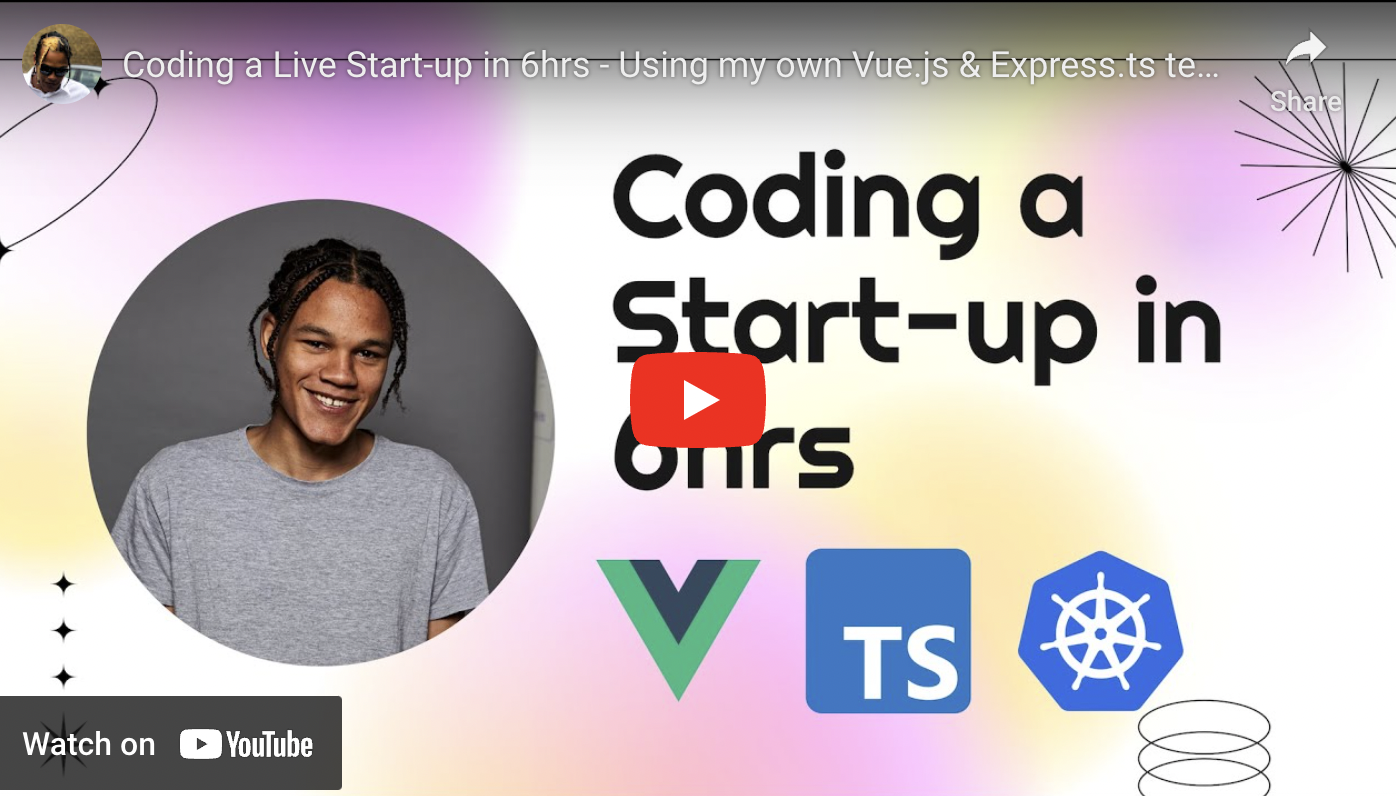 Coding a Live Start-up in 6hrs - Using my own Vue.js & Express.ts te...
Share
Coding a
Start-up in
6hrs
TS
Watch on YouTube